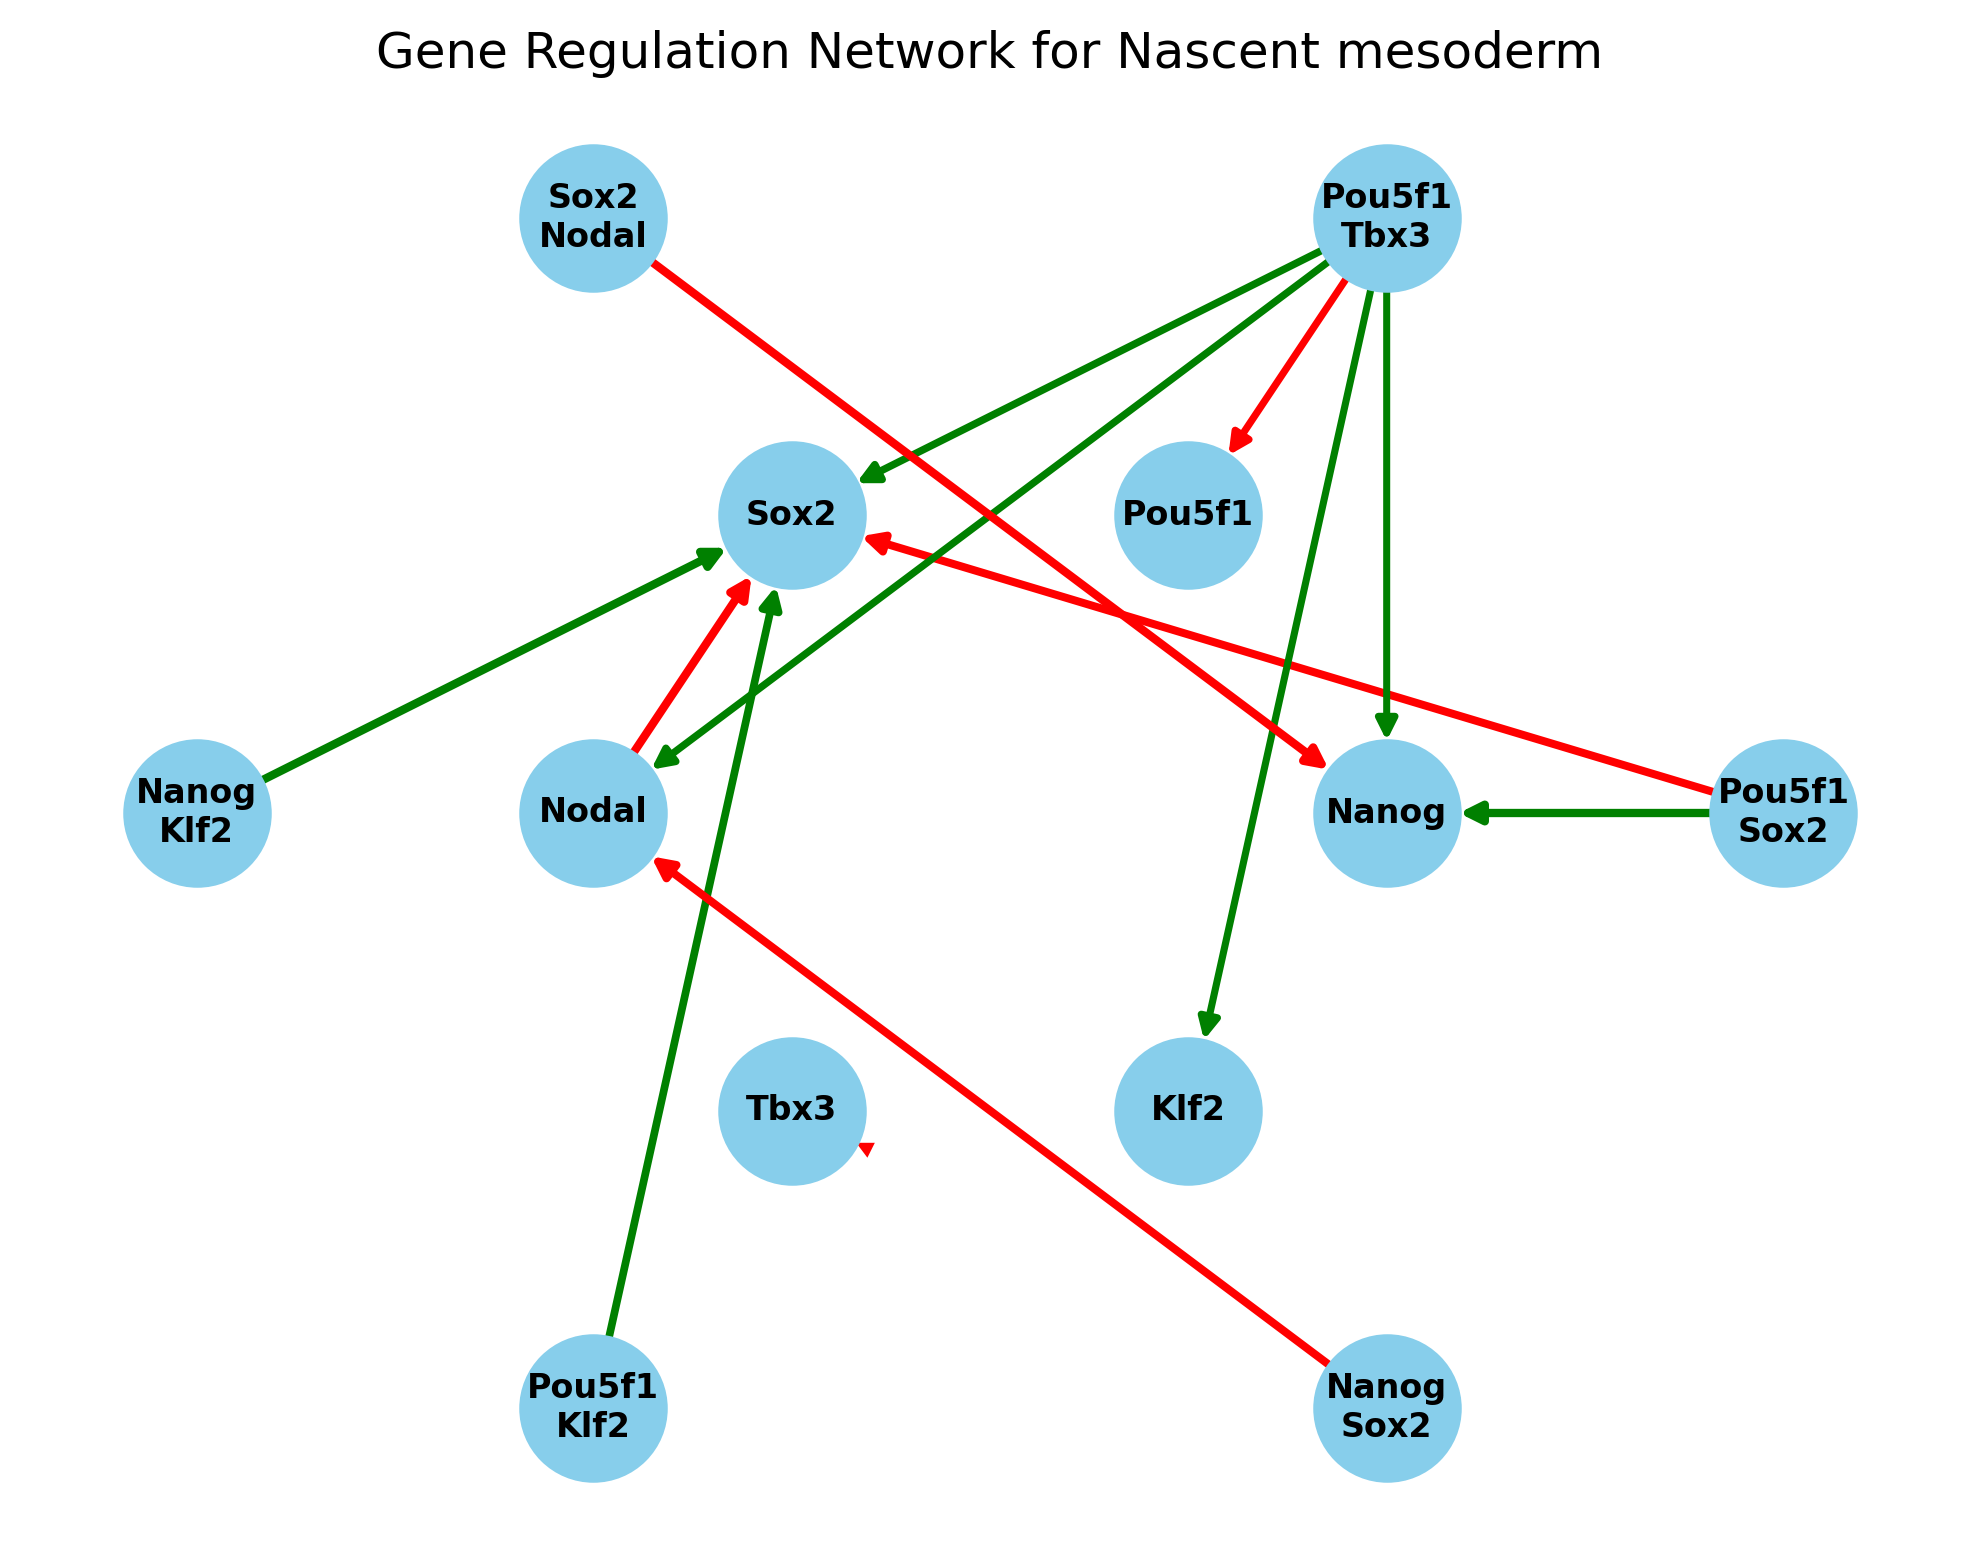 Gene Regulation Network for Nascent mesoderm
Sox2
Nodal
Pou5f1
Tbx3
Sox2
Pou5f1
Nanog
Klf2
Nodal
Nanog
Pou5f1
Sox2
Tbx3
Klf2
Pou5f1
Klf2
Nanog
Sox2